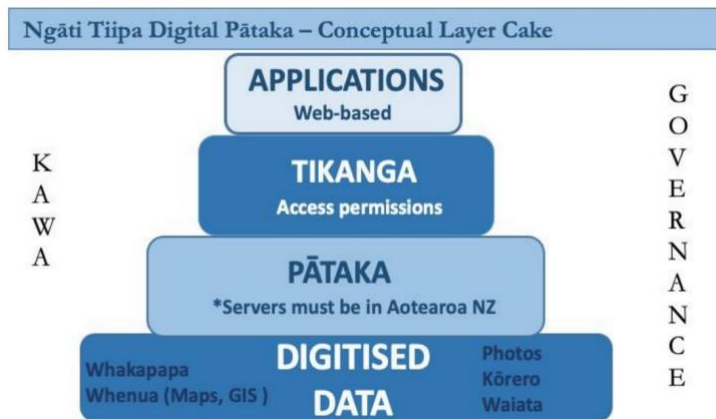 Ngāti Tiipa Digital Pātaka – Conceptual Layer Cake
APPLICATIONS
Web-based
TIKANGA
Access permissions
PĀTAKA
*Servers must be in Aotearoa NZ
DIGITISED
DATA
Whakapapa
Whenua (Maps, GIS )
Photos
Kōrero
Waiata
KAWA
GOVERNANCE